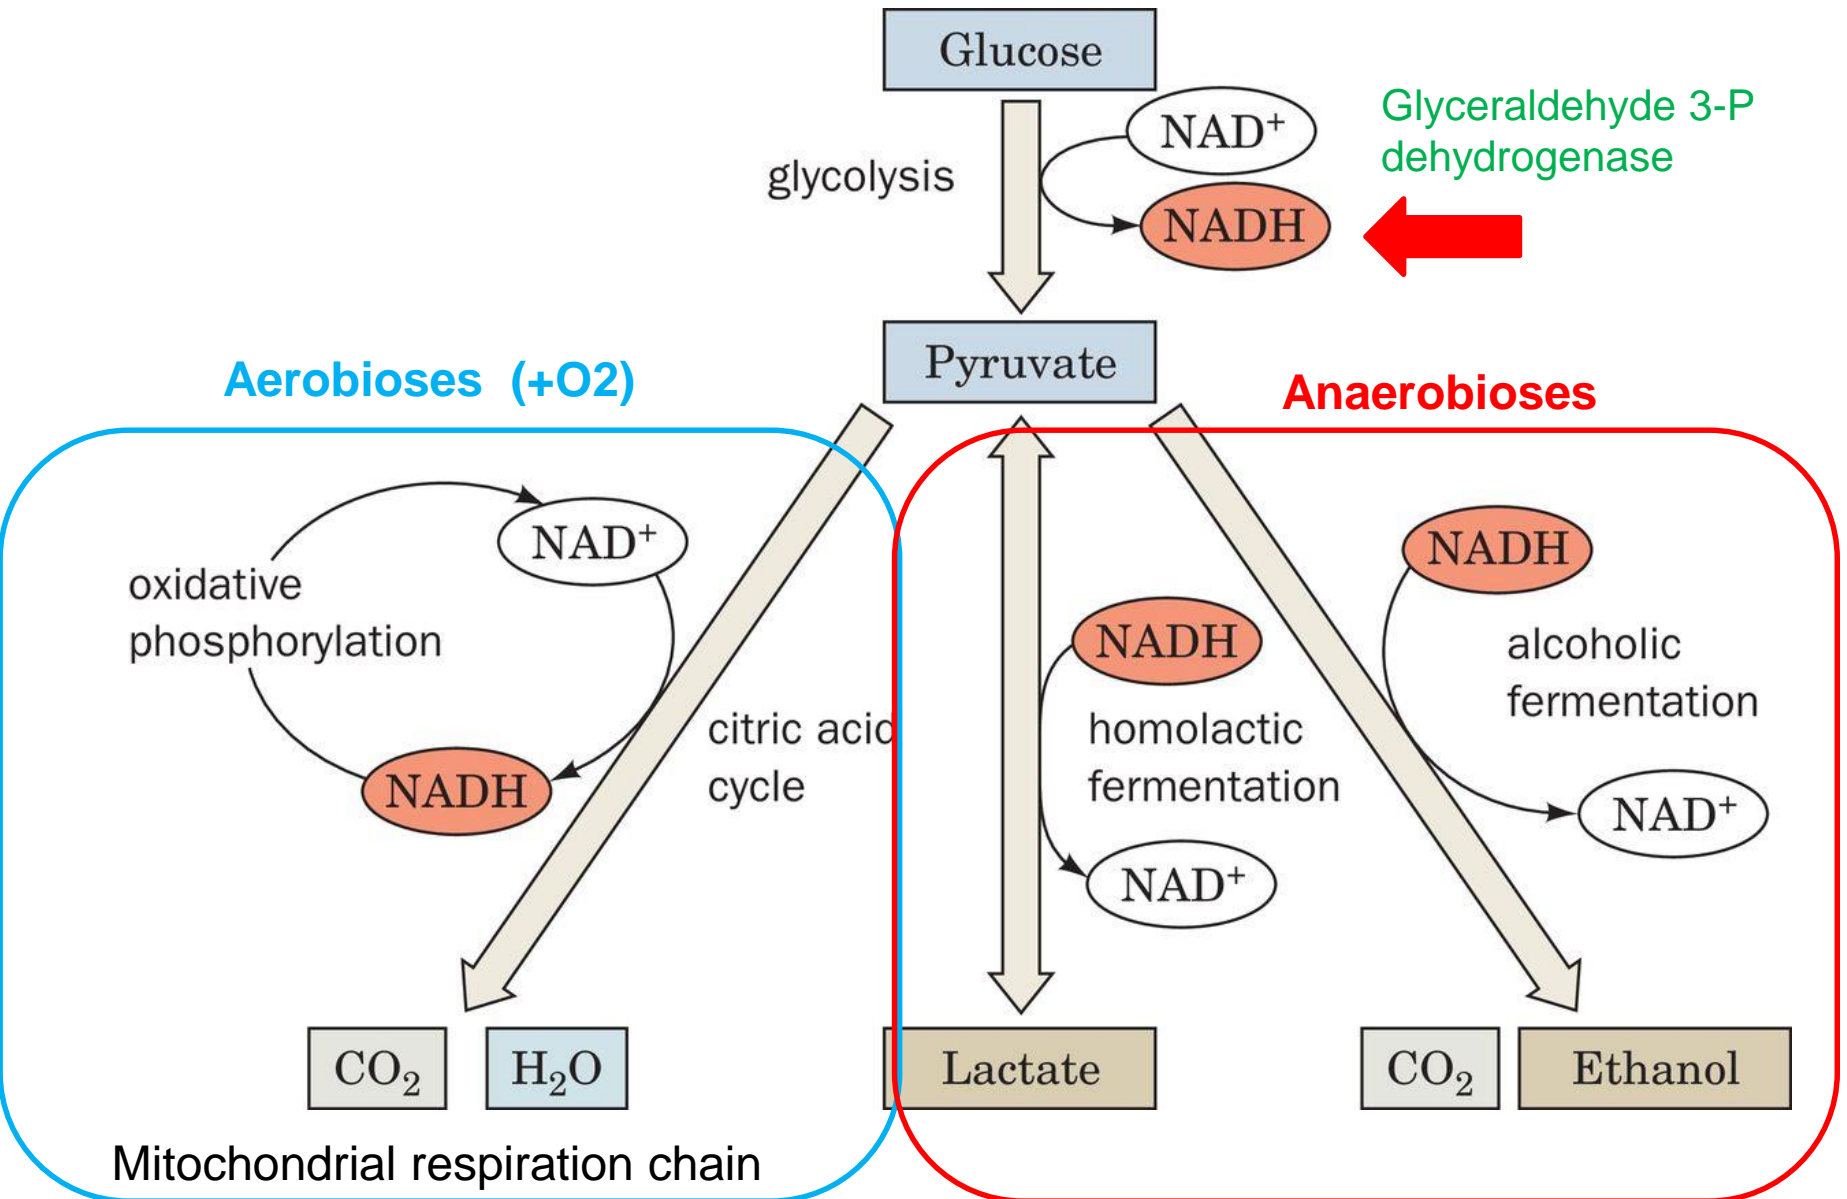 Glucose
NAD⁺
Glyceraldehyde 3-P
dehydrogenase
glycolysis
NADH
Pyruvate
Aerobioses (+O2)
Anaerobioses
NAD⁺
oxidative
phosphorylation
NADH
citric acid
cycle
NADH
homolactic
fermentation
NAD⁺
NADH
alcoholic
fermentation
NAD⁺
CO₂
H₂O
Lactate
CO₂
Ethanol
Mitochondrial respiration chain